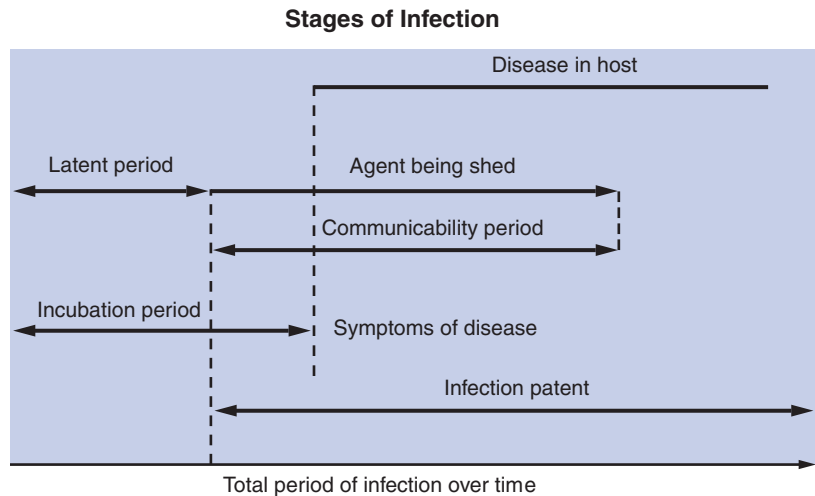 Stages of Infection
Disease in host
Latent period
Agent being shed
Communicability period
Incubation period
Symptoms of disease
Infection patent
Total period of infection over time